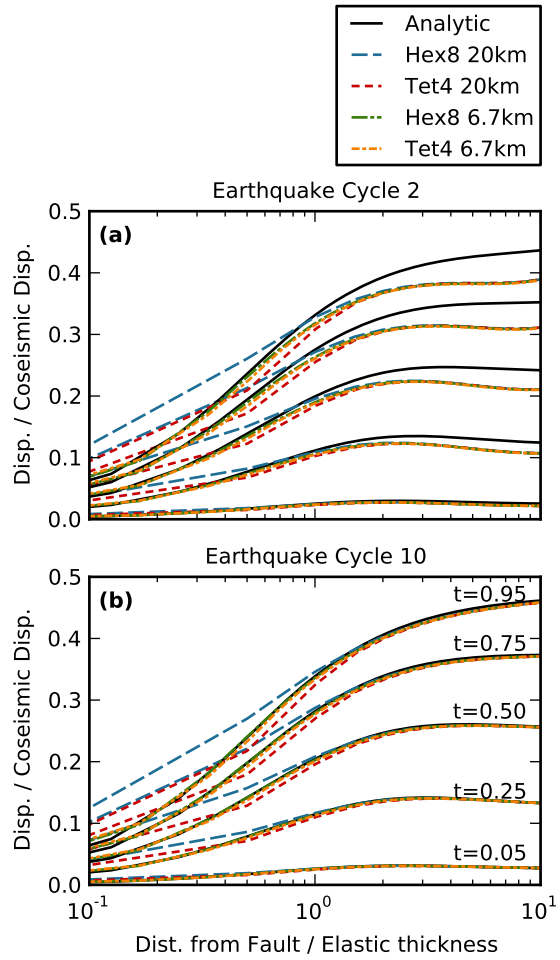 Analytic
Hex8 20km
Tet4 20km
Hex8 6.7km
Tet4 6.7km
Earthquake Cycle 2
(a)
0.5
0.4
0.3
0.2
0.1
0.0
Disp. / Coseismic Disp.
Earthquake Cycle 10
(b)
0.5
0.4
0.3
0.2
0.1
0.0
Disp. / Coseismic Disp.
t=0.95
t=0.75
t=0.50
t=0.25
t=0.05
10^-1 10^0 10^1
Dist. from Fault / Elastic thickness